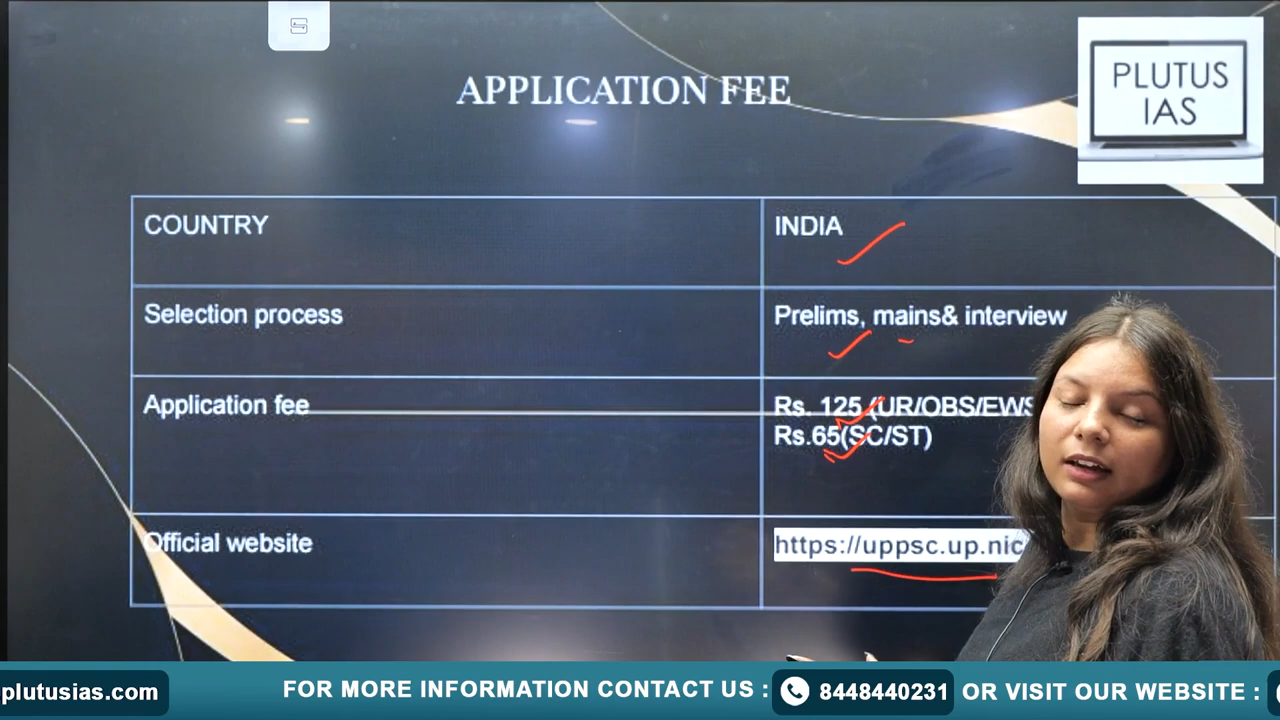 APPLICATION FEE
PLUTUS
IAS
COUNTRY
INDIA
Selection process
Prelims, mains& interview
Application fee
Rs. 125 (UR/OBS/EWS
Rs.65(SC/ST)
Official website
https://uppsc.up.nic
plutusias.com
FOR MORE INFORMATION CONTACT US :
8448440231
OR VISIT OUR WEBSITE :